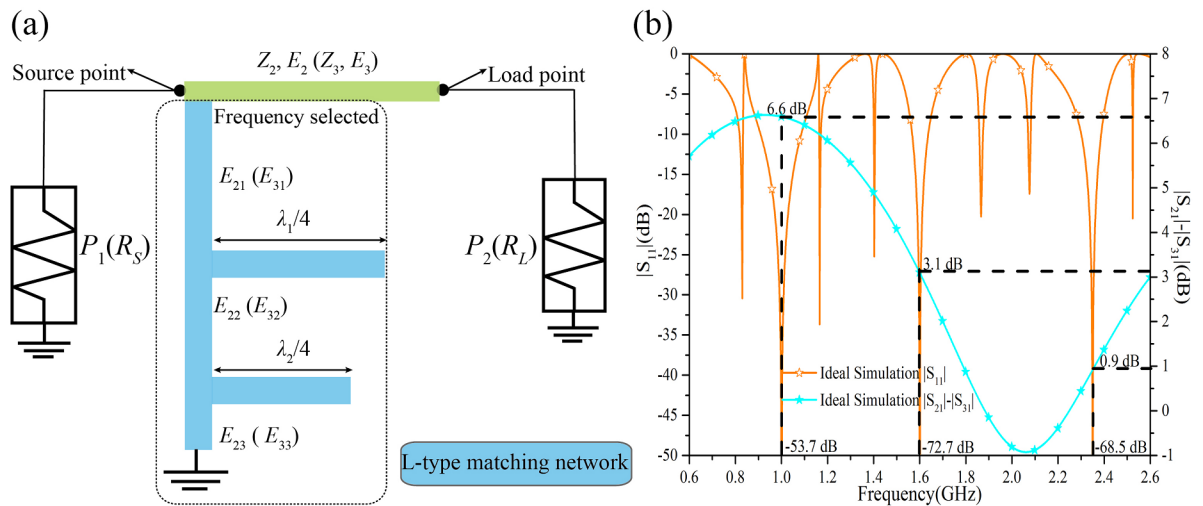 (a)
Z2, E2 (Z3, E3)
Source point
Load point
Frequency selected
E21 (E31)
λ1/4
P1(RS)
P2(RL)
E22 (E32)
λ2/4
E23 ( E33)
L-type matching network
(b)
0
-5
-10
-15
-20
-25
-30
-35
-40
-45
-50
|S11|(dB)
8
7
6
5
4
3
2
1
0
-1
|S21|-|S31|(dB)
6.6 dB
3.1 dB
0.9 dB
Ideal Simulation |S11|
Ideal Simulation |S21|-|S31|
-53.7 dB
-72.7 dB
-68.5 dB
0.6 0.8 1.0 1.2 1.4 1.6 1.8 2.0 2.2 2.4 2.6
Frequency(GHz)